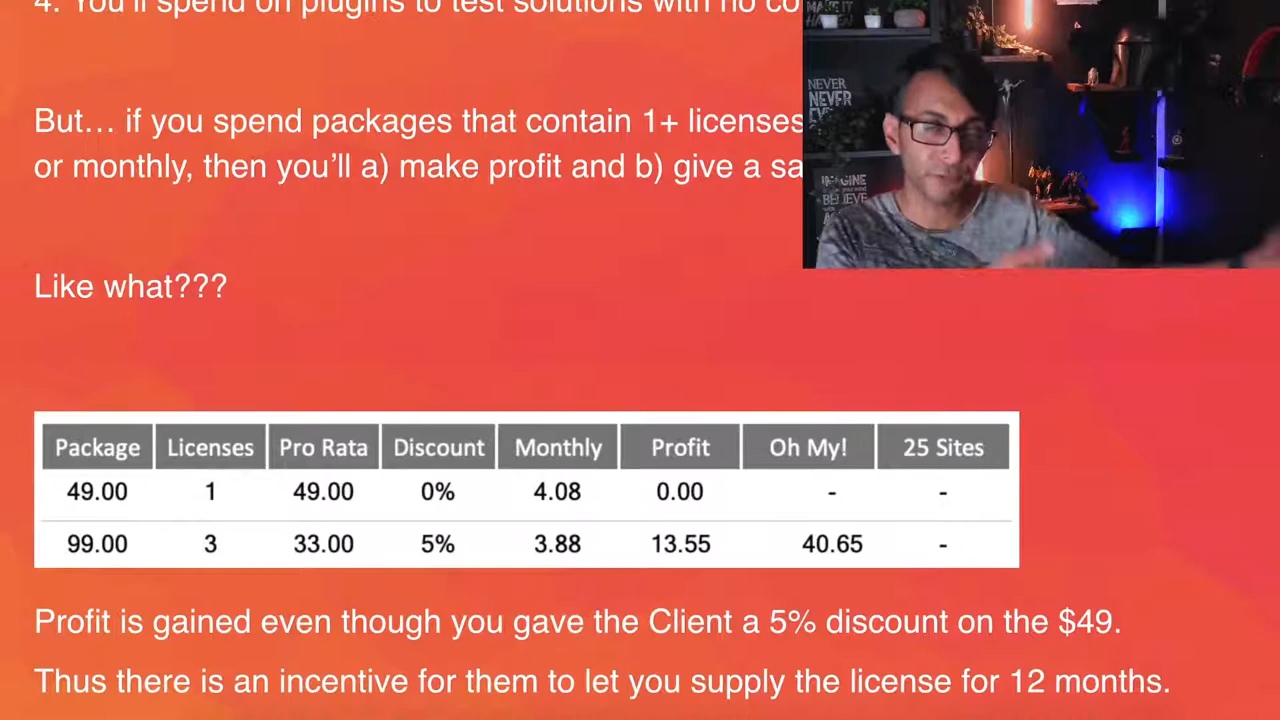 4. You'll spend on plugins to test solutions with no co
But… if you spend packages that contain 1+ licenses
or monthly, then you'll a) make profit and b) give a sa
Like what???
MAKE IT
HAPPEN
NEVER
NEVER
IMAGINE
BELIEVE
Package Licenses Pro Rata Discount Monthly Profit Oh My! 25 Sites
49.00 1 49.00 0% 4.08 0.00 - -
99.00 3 33.00 5% 3.88 13.55 40.65 -
Profit is gained even though you gave the Client a 5% discount on the $49.
Thus there is an incentive for them to let you supply the license for 12 months.